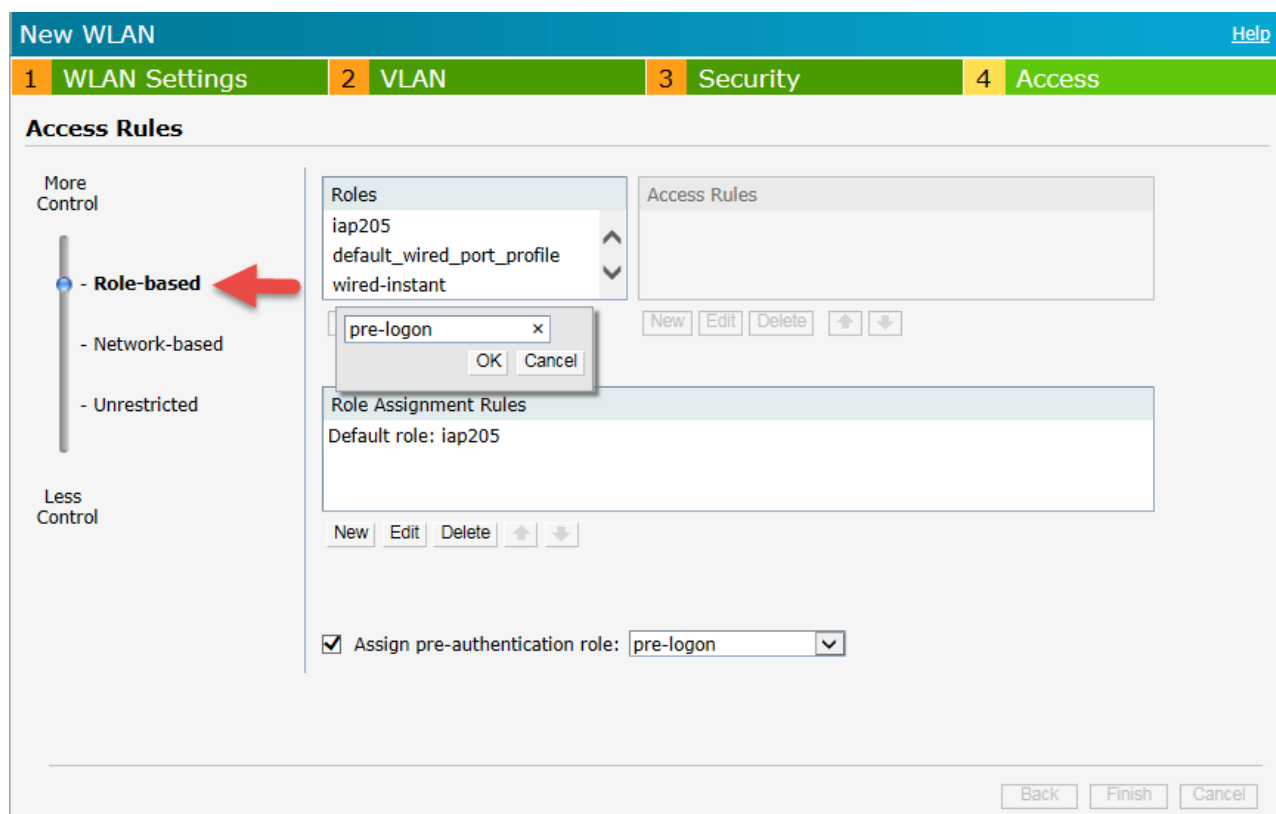 New WLAN
Help
1 WLAN Settings
2 VLAN
3 Security
4 Access
Access Rules
More
Control
- Role-based
- Network-based
- Unrestricted
Less
Control
Roles
iap205
default_wired_port_profile
wired-instant
Access Rules
New Edit Delete
pre-logon ×
OK Cancel
Role Assignment Rules
Default role: iap205
New Edit Delete
Assign pre-authentication role: pre-logon
Back Finish Cancel